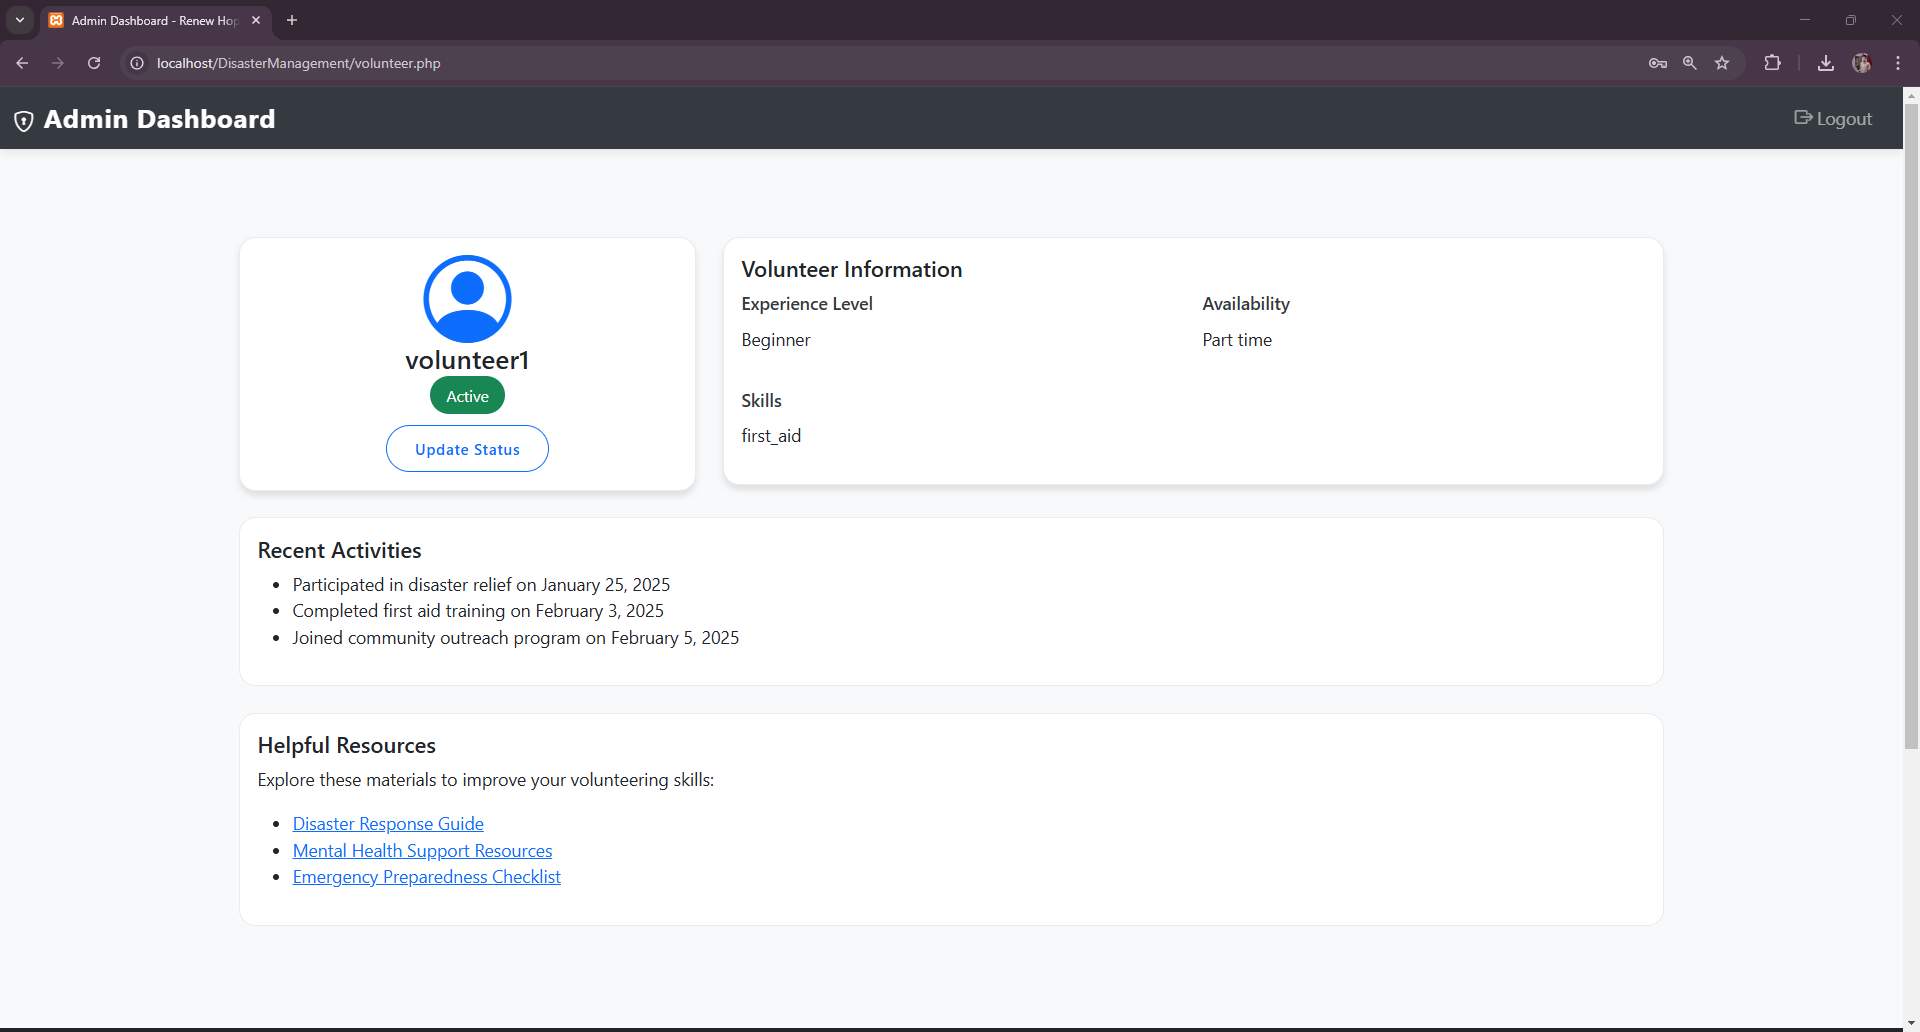 Admin Dashboard - Renew Hop
localhost/DisasterManagement/volunteer.php
Admin Dashboard
Logout
volunteer1
Active
Update Status
Volunteer Information
Experience Level
Availability
Beginner
Part time
Skills
first_aid
Recent Activities
• Participated in disaster relief on January 25, 2025
• Completed first aid training on February 3, 2025
• Joined community outreach program on February 5, 2025
Helpful Resources
Explore these materials to improve your volunteering skills:
• Disaster Response Guide
• Mental Health Support Resources
• Emergency Preparedness Checklist